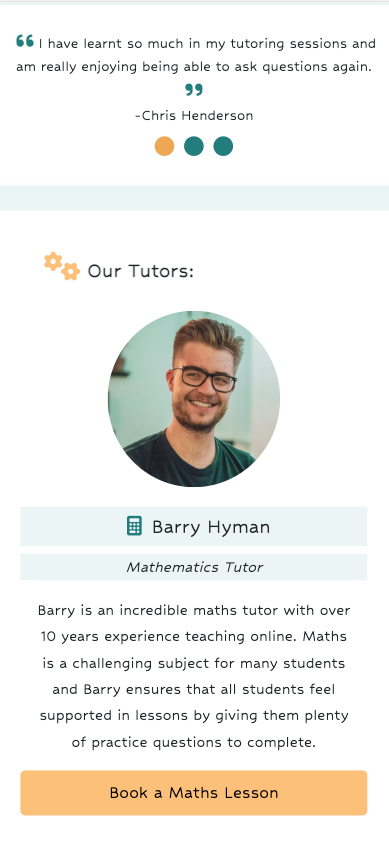 ❝ I have learnt so much in my tutoring sessions and
am really enjoying being able to ask questions again.
❞
-Chris Henderson
Our Tutors:
Barry Hyman
Mathematics Tutor
Barry is an incredible maths tutor with over
10 years experience teaching online. Maths
is a challenging subject for many students
and Barry ensures that all students feel
supported in lessons by giving them plenty
of practice questions to complete.
Book a Maths Lesson